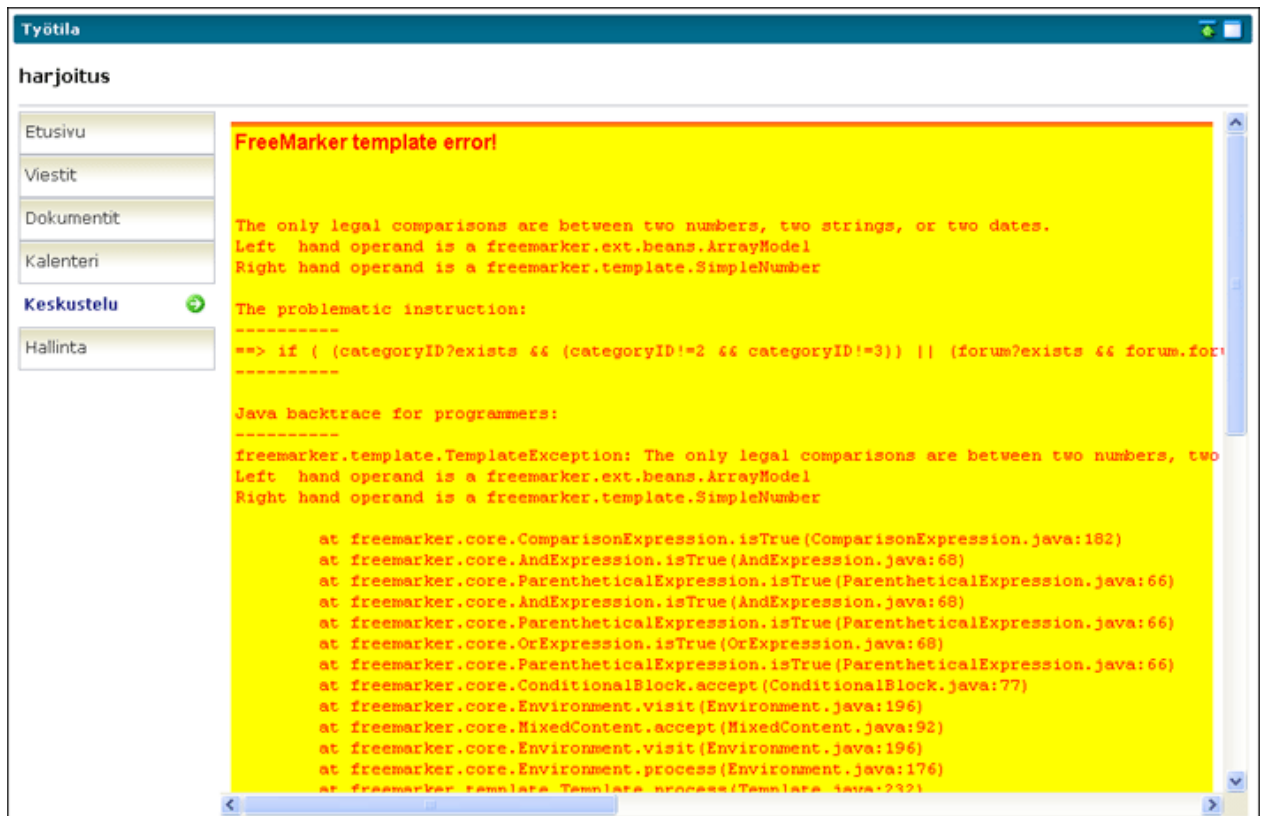 Työtila
harjoitus
Etusivu
Viestit
Dokumentit
Kalenteri
Keskustelu
Hallinta
FreeMarker template error!
The only legal comparisons are between two numbers, two strings, or two dates.
Left  hand operand is a freemarker.ext.beans.ArrayModel
Right hand operand is a freemarker.template.SimpleNumber
The problematic instruction:
----------
==> if ( (categoryID?exists && (categoryID!=2 && categoryID!=3)) || (forum?exists && forum.for
----------
Java backtrace for programmers:
----------
freemarker.template.TemplateException: The only legal comparisons are between two numbers, two
Left  hand operand is a freemarker.ext.beans.ArrayModel
Right hand operand is a freemarker.template.SimpleNumber
at freemarker.core.ComparisonExpression.isTrue(ComparisonExpression.java:182)
at freemarker.core.AndExpression.isTrue(AndExpression.java:68)
at freemarker.core.ParentheticalExpression.isTrue(ParentheticalExpression.java:66)
at freemarker.core.AndExpression.isTrue(AndExpression.java:68)
at freemarker.core.ParentheticalExpression.isTrue(ParentheticalExpression.java:66)
at freemarker.core.OrExpression.isTrue(OrExpression.java:68)
at freemarker.core.ParentheticalExpression.isTrue(ParentheticalExpression.java:66)
at freemarker.core.ConditionalBlock.accept(ConditionalBlock.java:77)
at freemarker.core.Environment.visit(Environment.java:196)
at freemarker.core.MixedContent.accept(MixedContent.java:92)
at freemarker.core.Environment.visit(Environment.java:196)
at freemarker.core.Environment.process(Environment.java:176)
at freemarker.template.Template.process(Template.java:232)